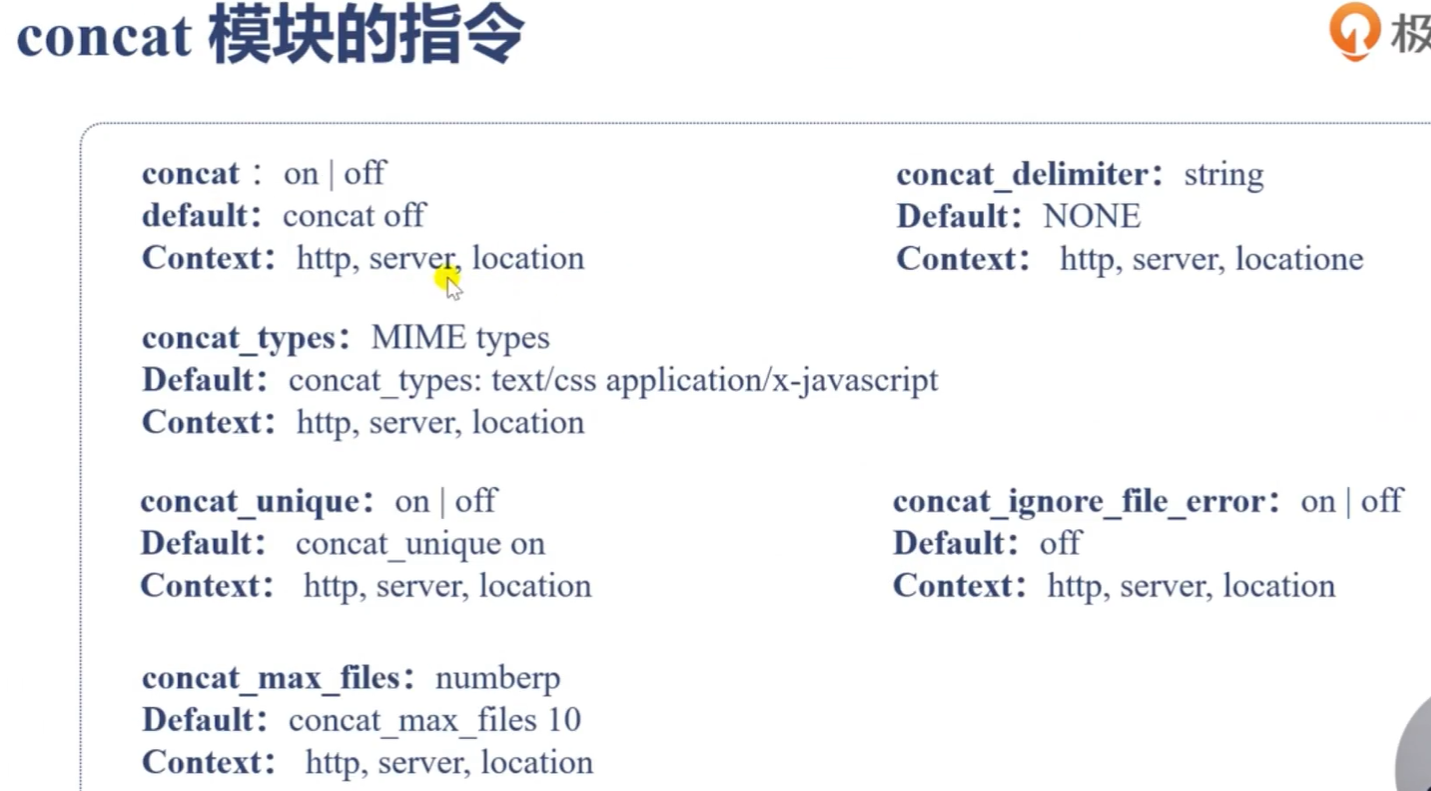 concat 模块的指令
极
concat： on | off
default： concat off
Context： http, server, location
concat_delimiter： string
Default： NONE
Context： http, server, locatione
concat_types： MIME types
Default： concat_types: text/css application/x-javascript
Context： http, server, location
concat_unique： on | off
Default： concat_unique on
Context： http, server, location
concat_ignore_file_error： on | off
Default： off
Context： http, server, location
concat_max_files： numberp
Default： concat_max_files 10
Context： http, server, location